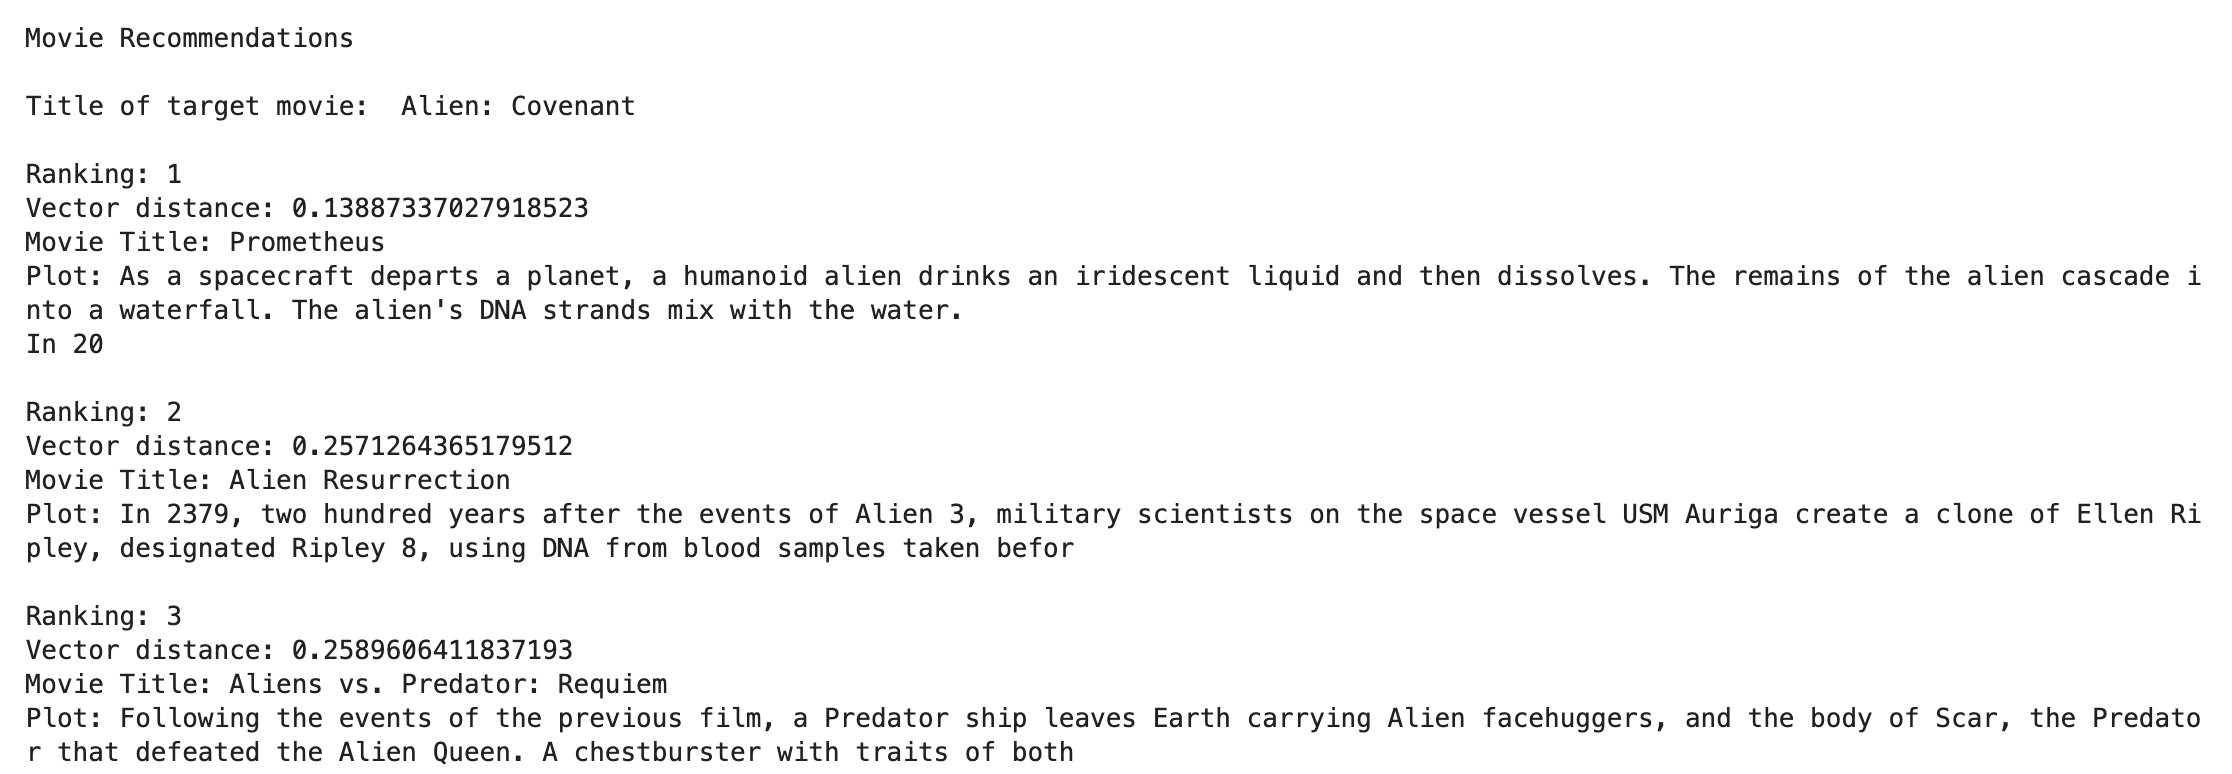 Movie Recommendations
Title of target movie:  Alien: Covenant
Ranking: 1
Vector distance: 0.13887337027918523
Movie Title: Prometheus
Plot: As a spacecraft departs a planet, a humanoid alien drinks an iridescent liquid and then dissolves. The remains of the alien cascade i
nto a waterfall. The alien's DNA strands mix with the water.
In 20
Ranking: 2
Vector distance: 0.2571264365179512
Movie Title: Alien Resurrection
Plot: In 2379, two hundred years after the events of Alien 3, military scientists on the space vessel USM Auriga create a clone of Ellen Ri
pley, designated Ripley 8, using DNA from blood samples taken befor
Ranking: 3
Vector distance: 0.2589606411837193
Movie Title: Aliens vs. Predator: Requiem
Plot: Following the events of the previous film, a Predator ship leaves Earth carrying Alien facehuggers, and the body of Scar, the Predato
r that defeated the Alien Queen. A chestburster with traits of both